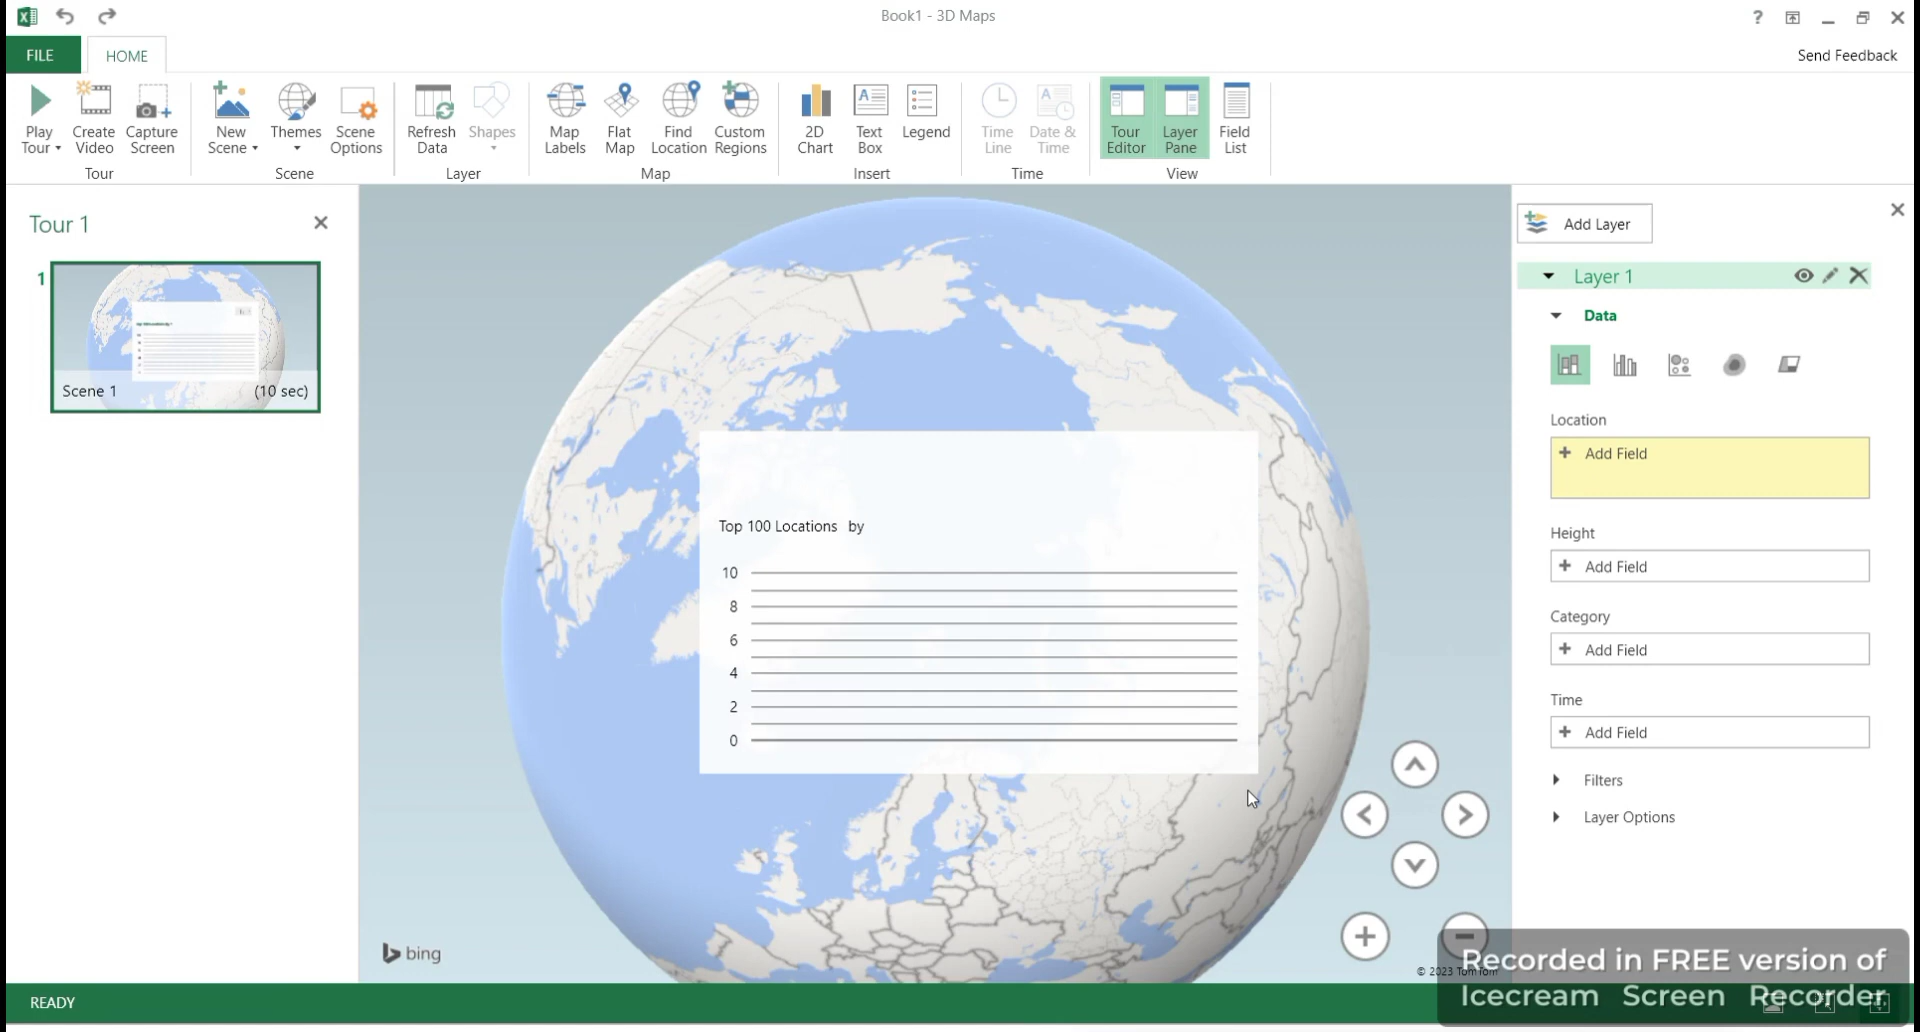 Book1 - 3D Maps
?
FILE
HOME
Send Feedback
Play Tour
Create Video
Capture Screen
New Scene
Themes
Scene Options
Refresh Data
Shapes
Map Labels
Flat Map
Find Location
Custom Regions
2D Chart
Text Box
Legend
Time Line
Date & Time
Tour Editor
Layer Pane
Field List
Tour
Scene
Layer
Map
Insert
Time
View
Tour 1
1
Scene 1 (10 sec)
Top 100 Locations by
10
8
6
4
2
0
bing
© 2023 TomTom
Add Layer
Layer 1
Data
Location
Add Field
Height
Add Field
Category
Add Field
Time
Add Field
Filters
Layer Options
Recorded in FREE version of
Icecream Screen Recorder
READY